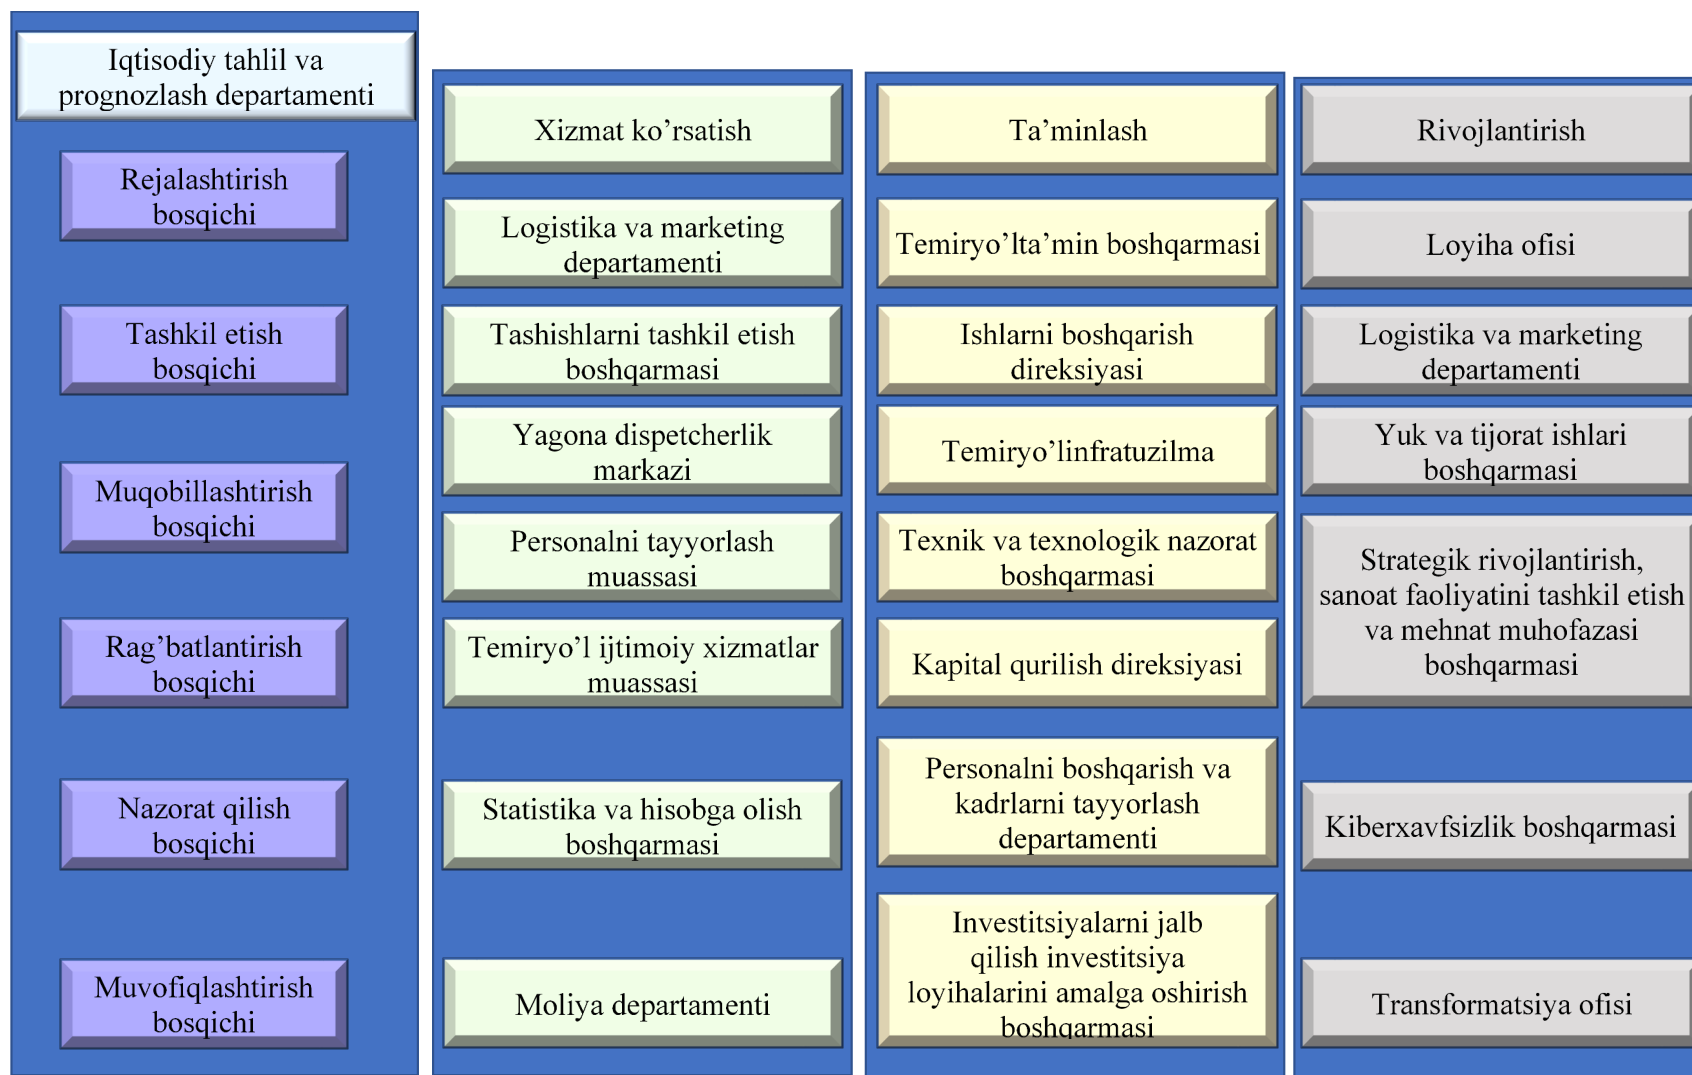 Iqtisodiy tahlil va
prognozlash departamenti
Rejalashtirish
bosqichi
Tashkil etish
bosqichi
Muqobillashtirish
bosqichi
Rag’batlantirish
bosqichi
Nazorat qilish
bosqichi
Muvofiqlashtirish
bosqichi
Xizmat ko’rsatish
Logistika va marketing
departamenti
Tashishlarni tashkil etish
boshqarmasi
Yagona dispetcherlik
markazi
Personalni tayyorlash
muassasi
Temiryo’l ijtimoiy xizmatlar
muassasi
Statistika va hisobga olish
boshqarmasi
Moliya departamenti
Ta’minlash
Temiryo’lta’min boshqarmasi
Ishlarni boshqarish
direksiyasi
Temiryo’linfratuzilma
Texnik va texnologik nazorat
boshqarmasi
Kapital qurilish direksiyasi
Personalni boshqarish va
kadrlarni tayyorlash
departamenti
Investitsiyalarni jalb
qilish investitsiya
loyihalarini amalga oshirish
boshqarmasi
Rivojlantirish
Loyiha ofisi
Logistika va marketing
departamenti
Yuk va tijorat ishlari
boshqarmasi
Strategik rivojlantirish,
sanoat faoliyatini tashkil etish
va mehnat muhofazasi
boshqarmasi
Kiberxavfsizlik boshqarmasi
Transformatsiya ofisi